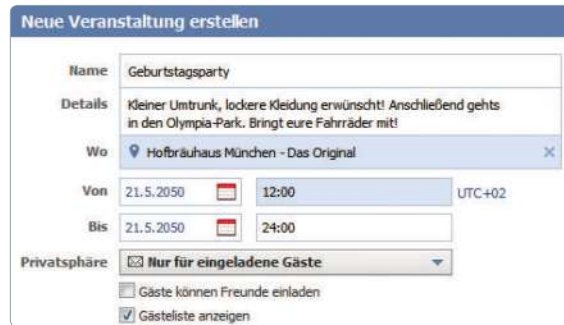 Neue Veranstaltung erstellen
Name Geburtstagsparty
Details Kleiner Umtrunk, lockere Kleidung erwünscht! Anschließend gehts
in den Olympia-Park. Bringt eure Fahrräder mit!
Wo Hofbräuhaus München - Das Original
Von 21.5.2050 12:00 UTC+02
Bis 21.5.2050 24:00
Privatsphäre Nur für eingeladene Gäste
Gäste können Freunde einladen
Gästeliste anzeigen